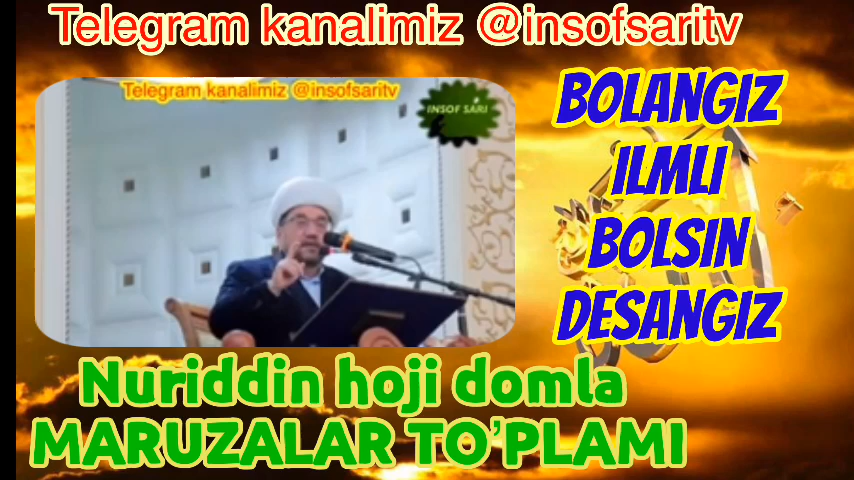 Telegram kanalimiz @insofsaritv
Telegram kanalimiz @insofsaritv
INSOF SARI
BOLANGIZ
ILMLI
BOLSIN
DESANGIZ
Nuriddin hoji domla
MARUZALAR TO’PLAMI